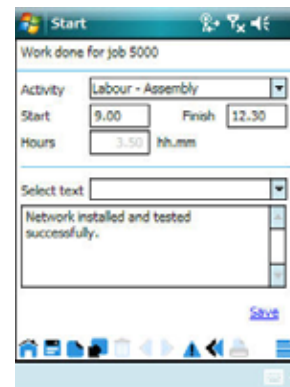 Start
Work done for job 5000
Activity Labour - Assembly
Start 9.00 Finish 12.30
Hours 3.50 hh.mm
Select text
Network installed and tested
successfully.
Save